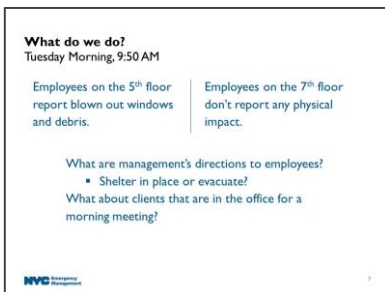 What do we do?
Tuesday Morning, 9:50 AM
Employees on the 5th floor
report blown out windows
and debris.
Employees on the 7th floor
don't report any physical
impact.
What are management's directions to employees?
▪ Shelter in place or evacuate?
What about clients that are in the office for a
morning meeting?
NYC Emergency
Management